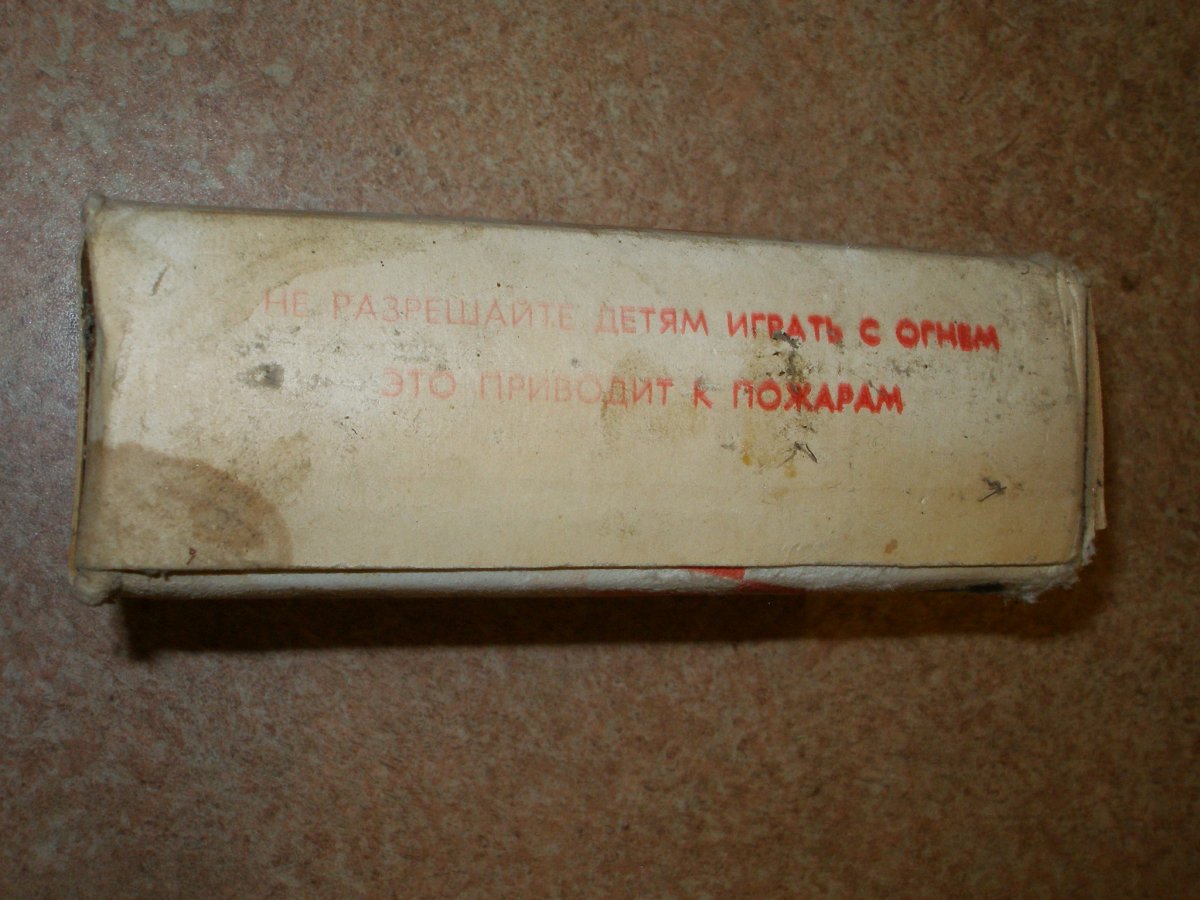 НЕ РАЗРЕШАЙТЕ ДЕТЯМ ИГРАТЬ С ОГНЕМ
ЭТО ПРИВОДИТ К ПОЖАРАМ